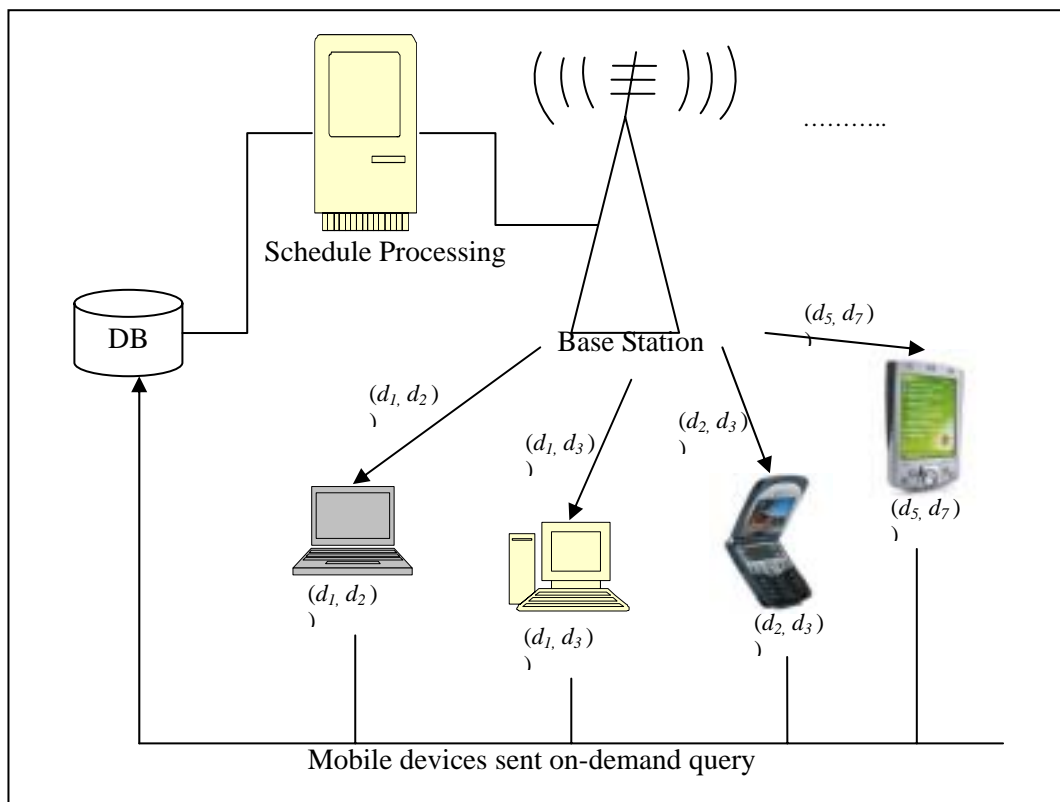 ………..
Schedule Processing
DB
Base Station
(d5, d7)
)
(d1, d2)
)
(d2, d3)
)
(d1, d3)
)
(d5, d7)
)
(d1, d2)
)
(d1, d3)
)
(d2, d3)
)
Mobile devices sent on-demand query